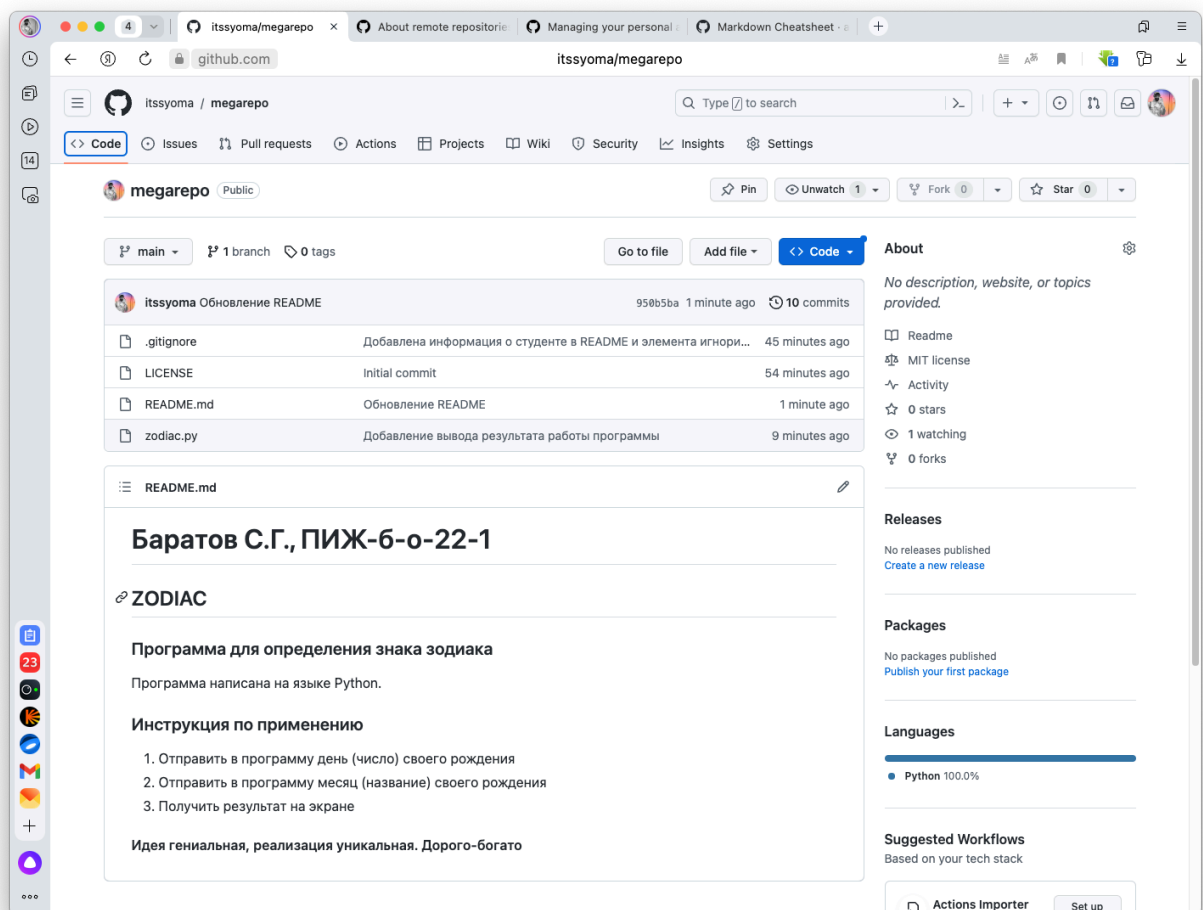 4
itssyoma/megarepo
About remote repositories
Managing your personal a
Markdown Cheatsheet · a
github.com
itssyoma/megarepo
14
itssyoma / megarepo
Type / to search
Code
Issues
Pull requests
Actions
Projects
Wiki
Security
Insights
Settings
megarepo Public
Pin
Unwatch 1
Fork 0
Star 0
main
1 branch
0 tags
Go to file
Add file
Code
itssyoma Обновление README 950b5ba 1 minute ago 10 commits
.gitignore Добавлена информация о студенте в README и элемента игнори... 45 minutes ago
LICENSE Initial commit 54 minutes ago
README.md Обновление README 1 minute ago
zodiac.py Добавление вывода результата работы программы 9 minutes ago
README.md
Баратов С.Г., ПИЖ-б-о-22-1
ZODIAC
Программа для определения знака зодиака
Программа написана на языке Python.
Инструкция по применению
1. Отправить в программу день (число) своего рождения
2. Отправить в программу месяц (название) своего рождения
3. Получить результат на экране
Идея гениальная, реализация уникальная. Дорого-богато
About
No description, website, or topics
provided.
Readme
MIT license
Activity
0 stars
1 watching
0 forks
Releases
No releases published
Create a new release
Packages
No packages published
Publish your first package
Languages
Python 100.0%
Suggested Workflows
Based on your tech stack
Actions Importer
Set up
23